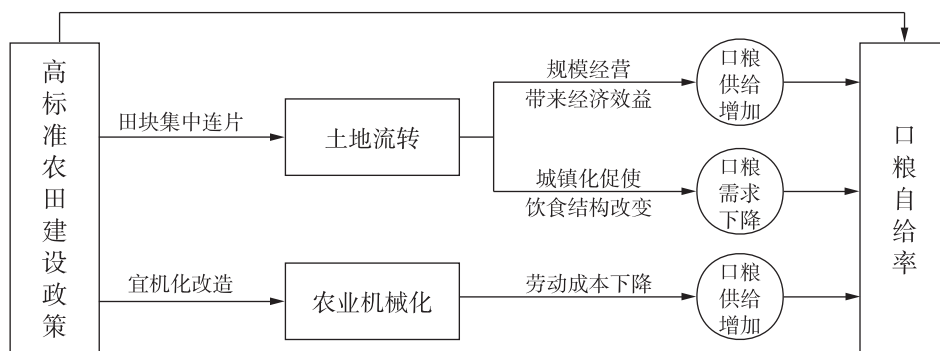 高标准农田建设政策
田块集中连片
土地流转
规模经营
带来经济效益
口粮
供给
增加
城镇化促使
饮食结构改变
口粮
需求
下降
宜机化改造
农业机械化
劳动成本下降
口粮
供给
增加
口粮自给率